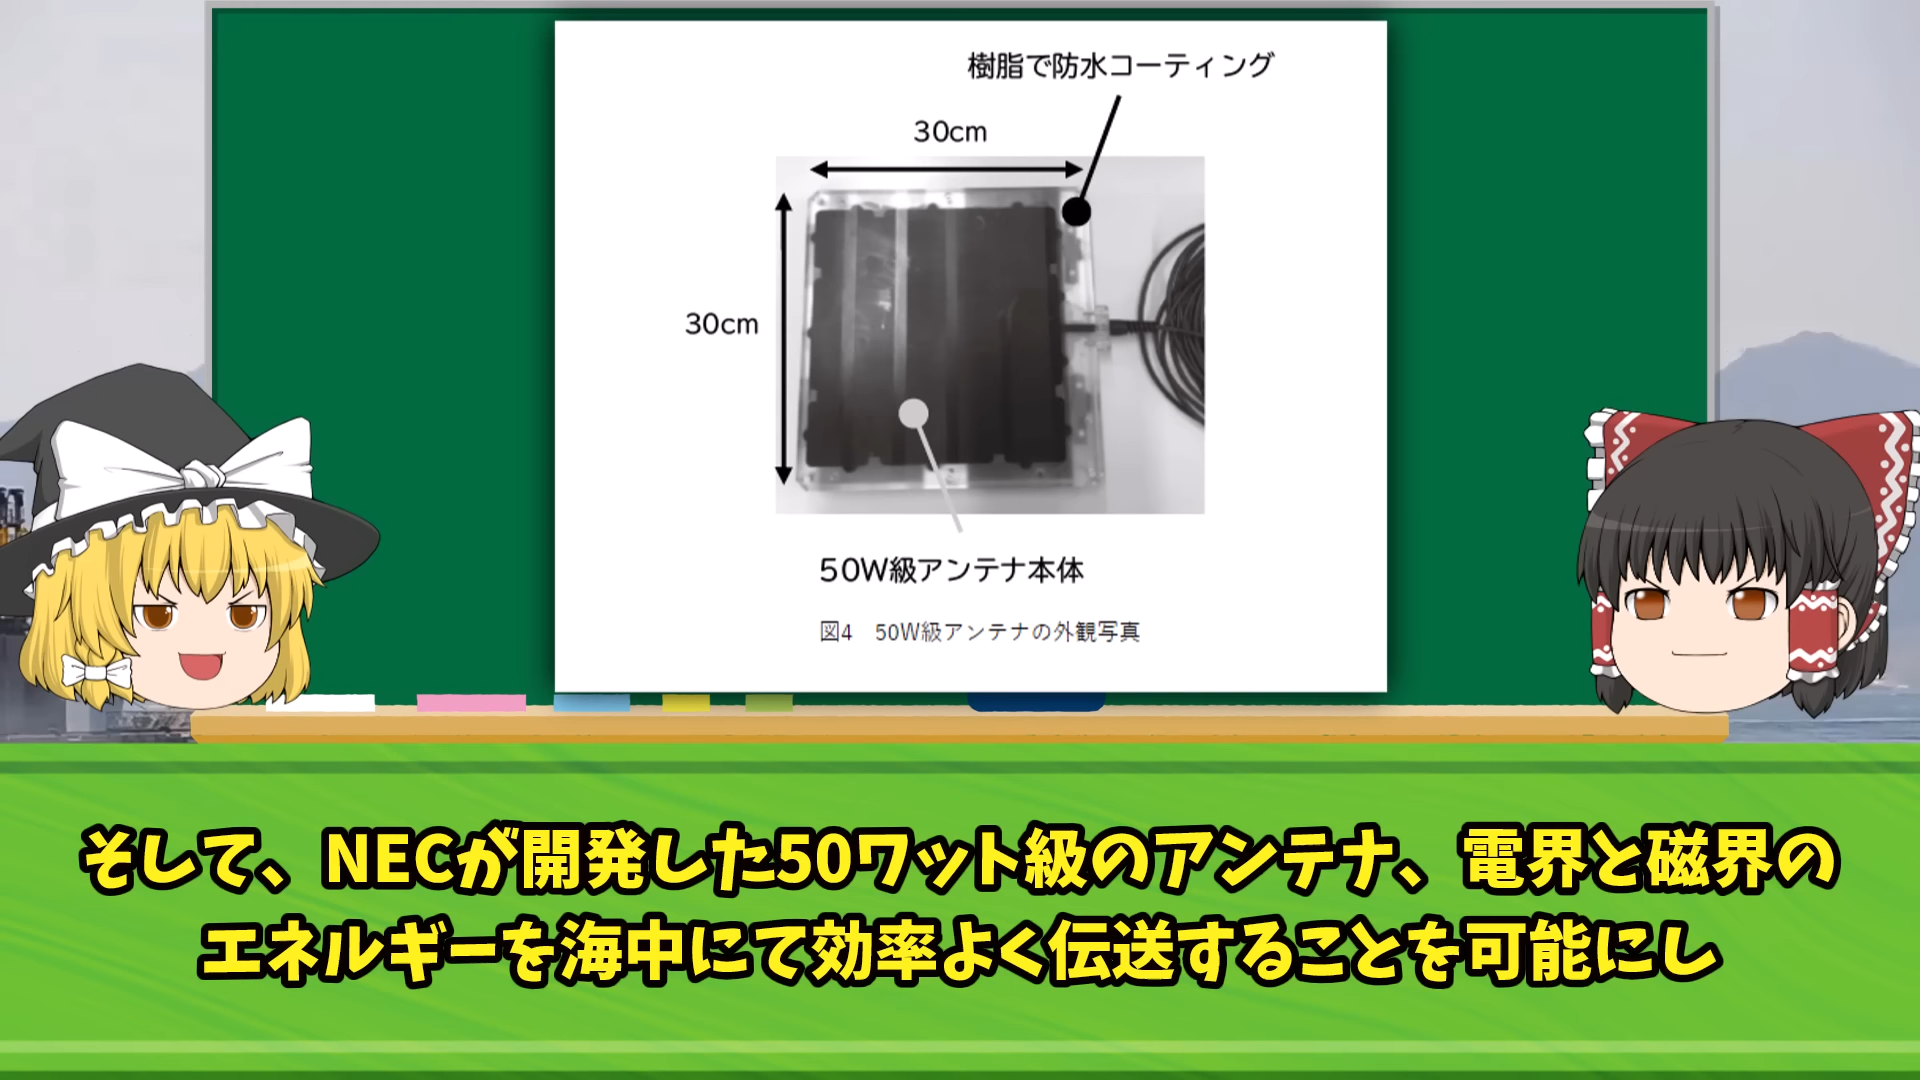 樹脂で防水コーティング
30cm
30cm
50W級アンテナ本体
図4　50W級アンテナの外観写真
そして、NECが開発した50ワット級のアンテナ、電界と磁界の
エネルギーを海中にて効率よく伝送することを可能にし